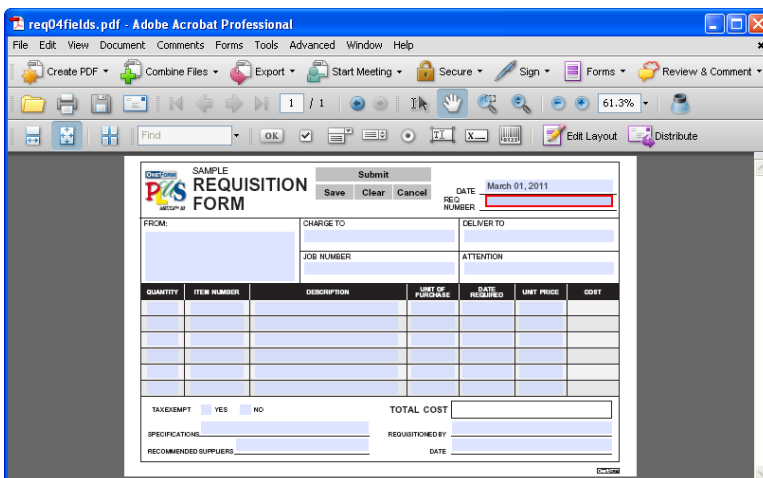 req04fields.pdf - Adobe Acrobat Professional
File Edit View Document Comments Forms Tools Advanced Window Help
Create PDF Combine Files Export Start Meeting Secure Sign Forms Review & Comment
1 / 1 61.3%
Find OK Edit Layout Distribute
ONEFORM PLUS
SAMPLE
REQUISITION
FORM
Submit
Save Clear Cancel
DATE March 01, 2011
REQ
NUMBER
FROM: CHARGE TO DELIVER TO
JOB NUMBER ATTENTION
QUANTITY ITEM NUMBER DESCRIPTION UNIT OF PURCHASE DATE REQUIRED UNIT PRICE COST
TAX EXEMPT YES NO TOTAL COST
SPECIFICATIONS REQUISITIONED BY
RECOMMENDED SUPPLIERS DATE